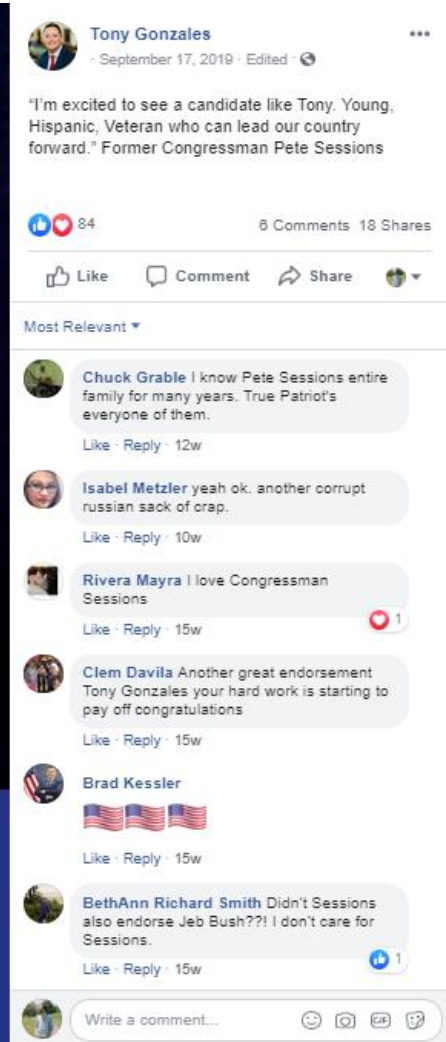 Tony Gonzales
· September 17, 2019 · Edited ·
"I'm excited to see a candidate like Tony. Young,
Hispanic, Veteran who can lead our country
forward." Former Congressman Pete Sessions
84 6 Comments 18 Shares
Like Comment Share
Most Relevant
Chuck Grable I know Pete Sessions entire
family for many years. True Patriot's
everyone of them.
Like · Reply · 12w
Isabel Metzler yeah ok. another corrupt
russian sack of crap.
Like · Reply · 10w
Rivera Mayra I love Congressman
Sessions
1
Like · Reply · 15w
Clem Davila Another great endorsement
Tony Gonzales your hard work is starting to
pay off congratulations
Like · Reply · 15w
Brad Kessler
Like · Reply · 15w
BethAnn Richard Smith Didn't Sessions
also endorse Jeb Bush??! I don't care for
Sessions.
1
Like · Reply · 15w
Write a comment...
GIF